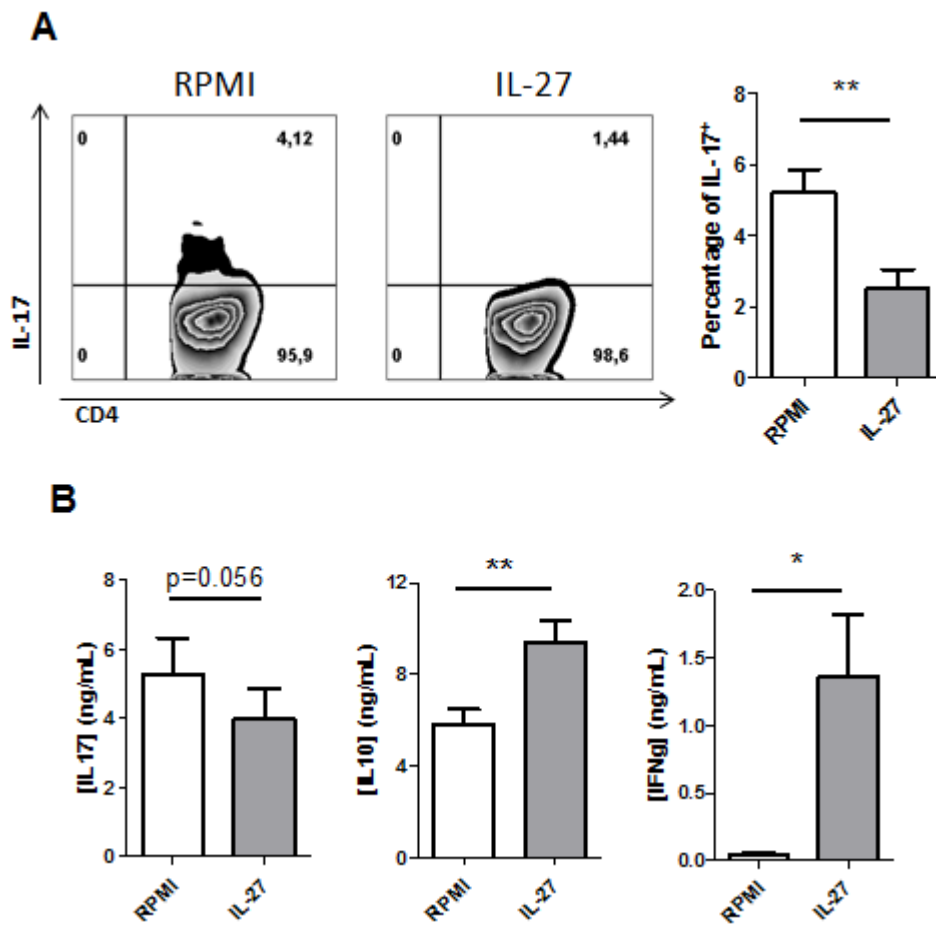 A
RPMI
IL-27
0
4,12
0
95,9
0
1,44
0
98,6
IL-17
CD4
**
Percentage of IL-17+
8
6
4
2
0
RPMI
IL-27
B
p=0.056
[IL17] (ng/mL)
8
6
4
2
0
RPMI
IL-27
**
[IL10] (ng/mL)
12
8
4
0
RPMI
IL-27
*
[IFNg] (ng/mL)
2.0
1.5
1.0
0.5
0.0
RPMI
IL-27